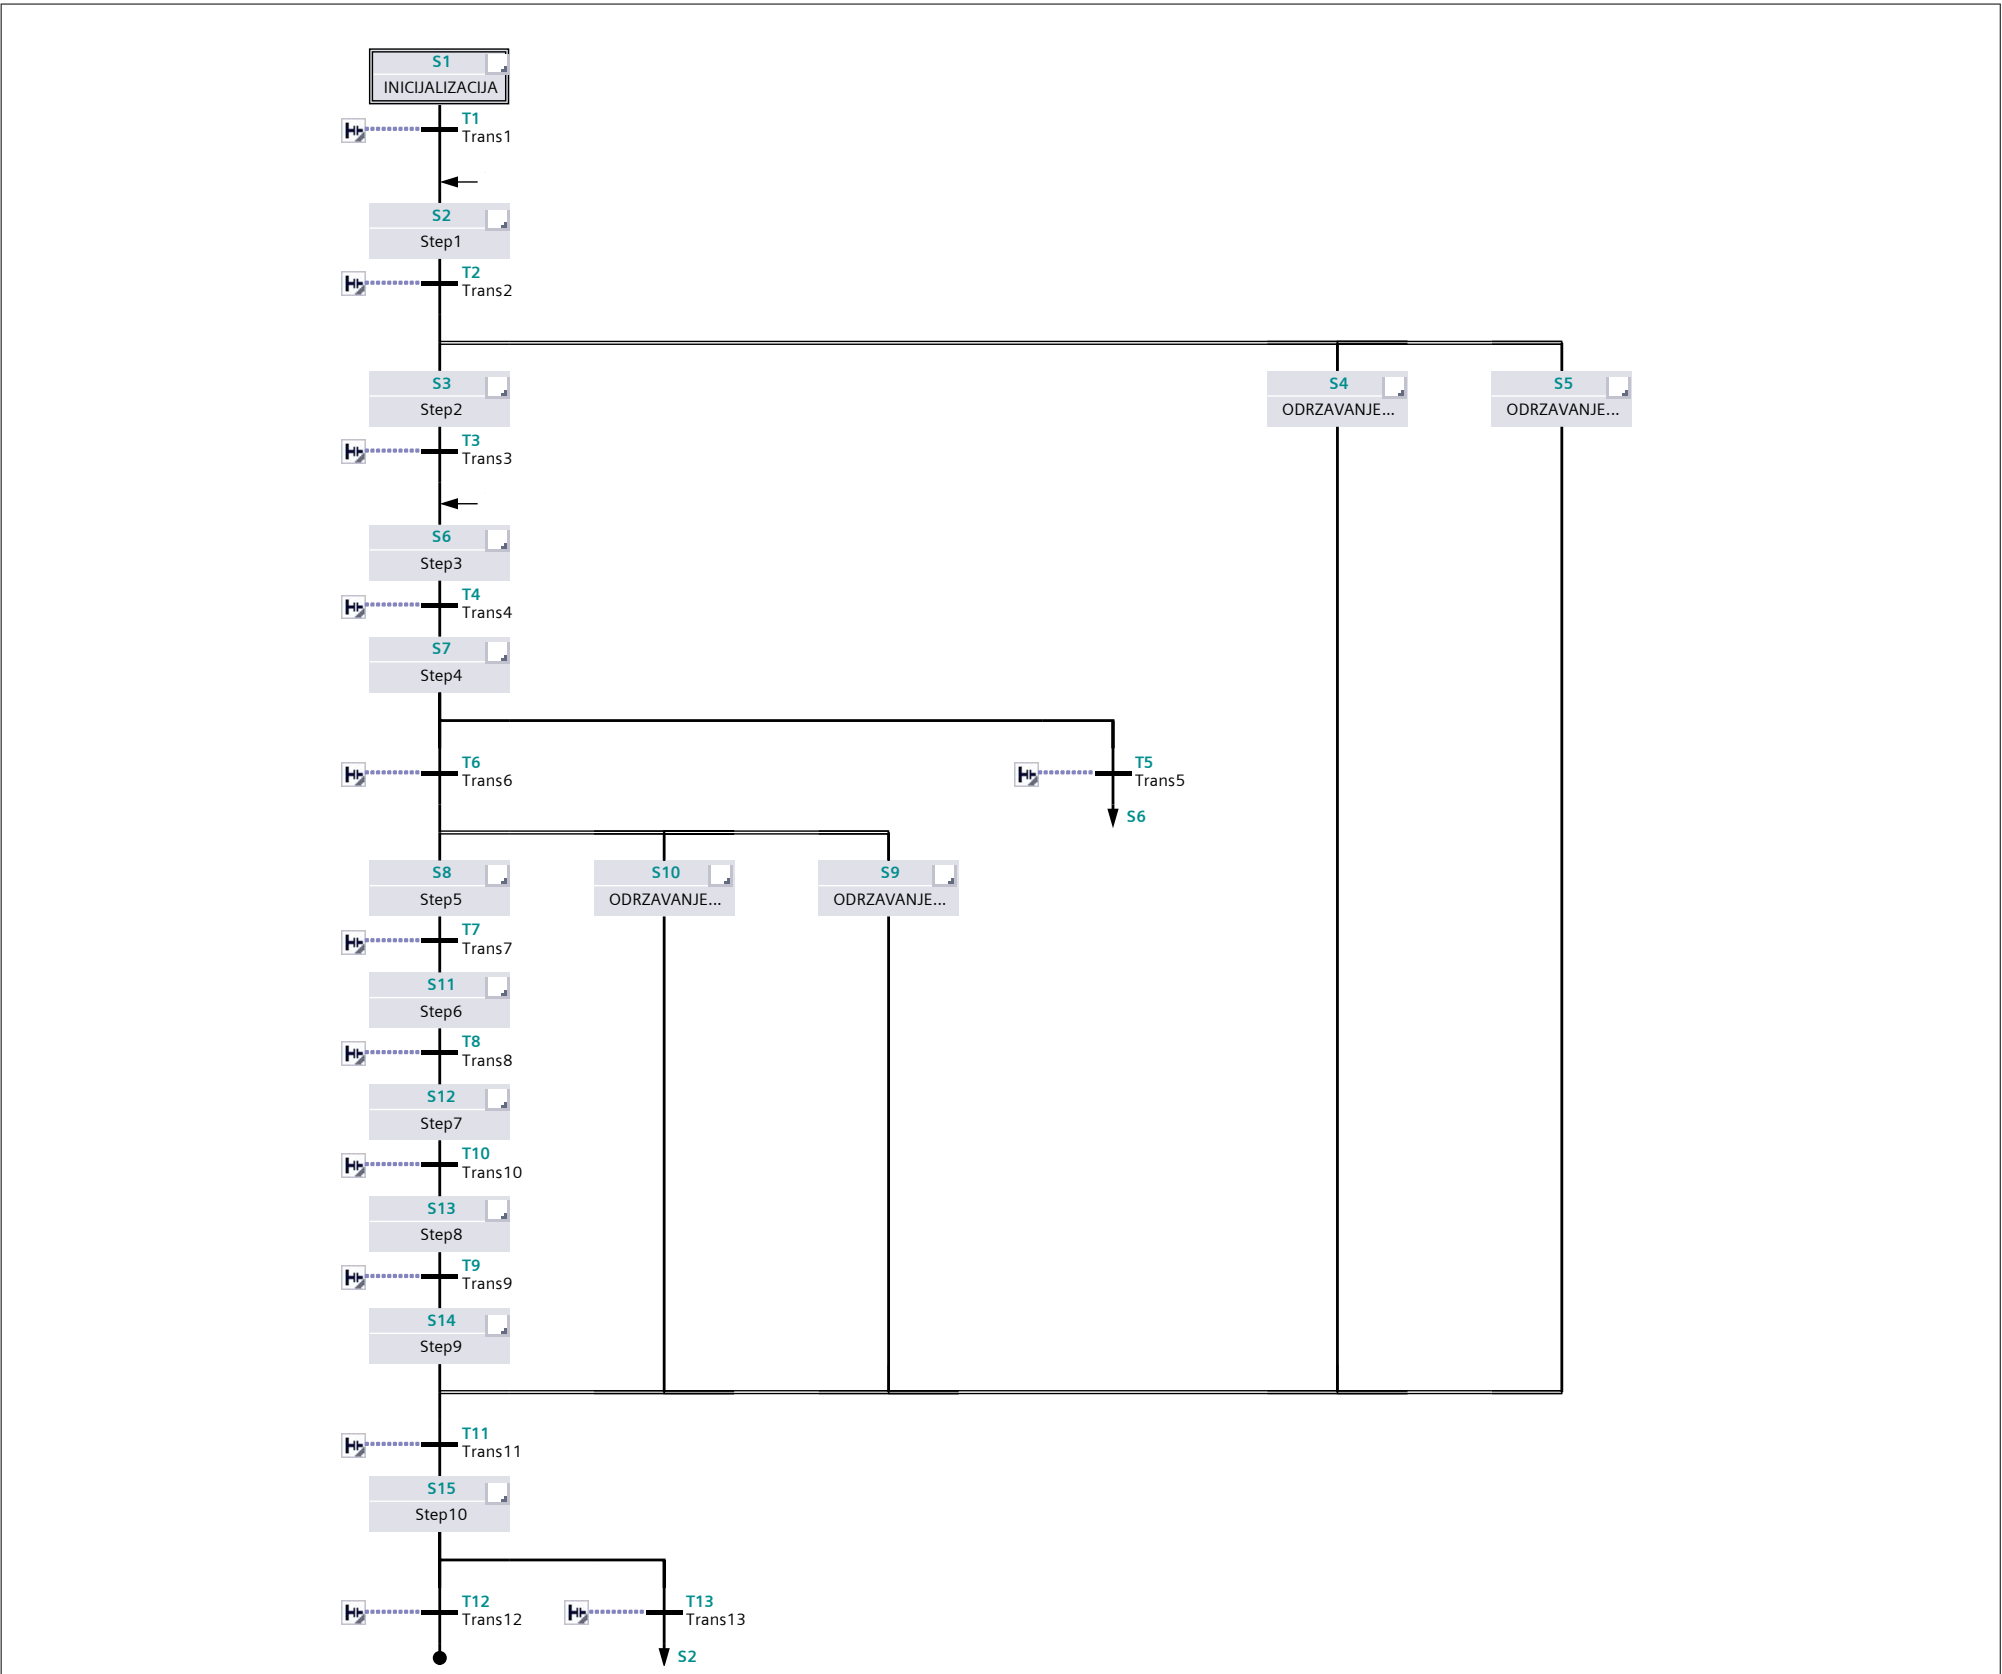 S1
INICIJALIZACIJA
T1
Trans1
S2
Step1
T2
Trans2
S3
Step2
S4
ODRZAVANJE...
S5
ODRZAVANJE...
T3
Trans3
S6
Step3
T4
Trans4
S7
Step4
T6
Trans6
T5
Trans5
S6
S8
Step5
S10
ODRZAVANJE...
S9
ODRZAVANJE...
T7
Trans7
S11
Step6
T8
Trans8
S12
Step7
T10
Trans10
S13
Step8
T9
Trans9
S14
Step9
T11
Trans11
S15
Step10
T12
Trans12
T13
Trans13
S2